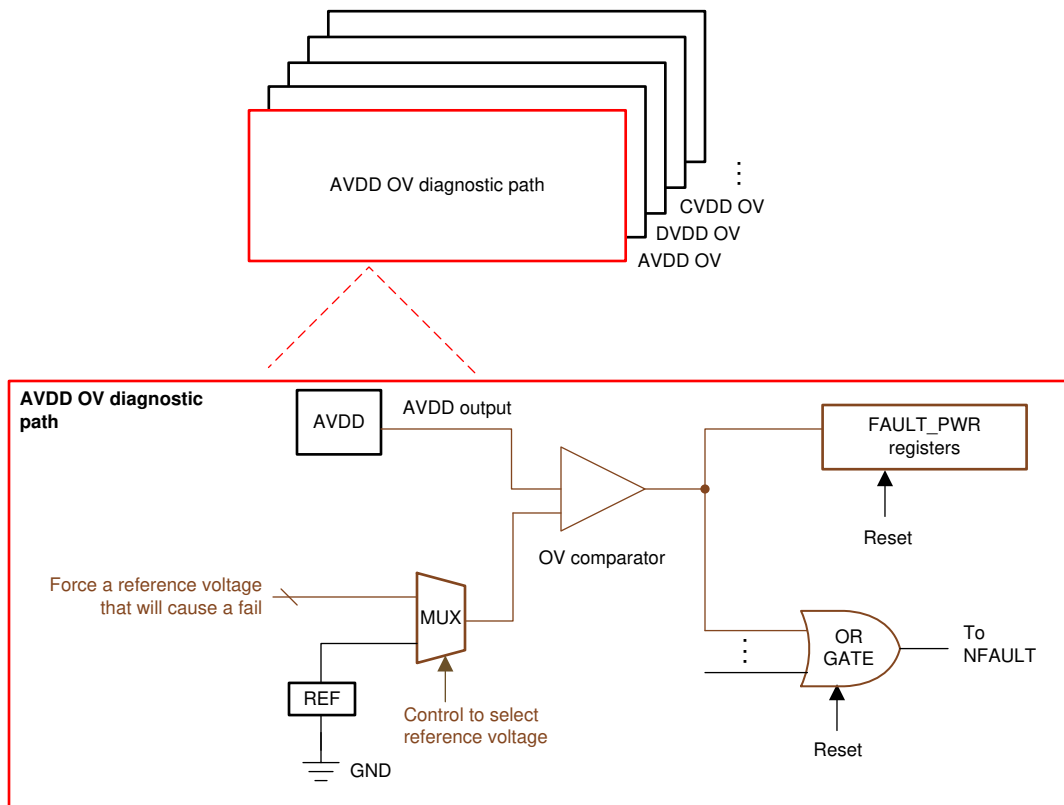 AVDD OV diagnostic path
⋮
CVDD OV
DVDD OV
AVDD OV
AVDD OV diagnostic
path
AVDD
AVDD output
FAULT_PWR
registers
Reset
OV comparator
Force a reference voltage
that will cause a fail
MUX
REF
Control to select
reference voltage
GND
⋮
OR
GATE
To
NFAULT
Reset